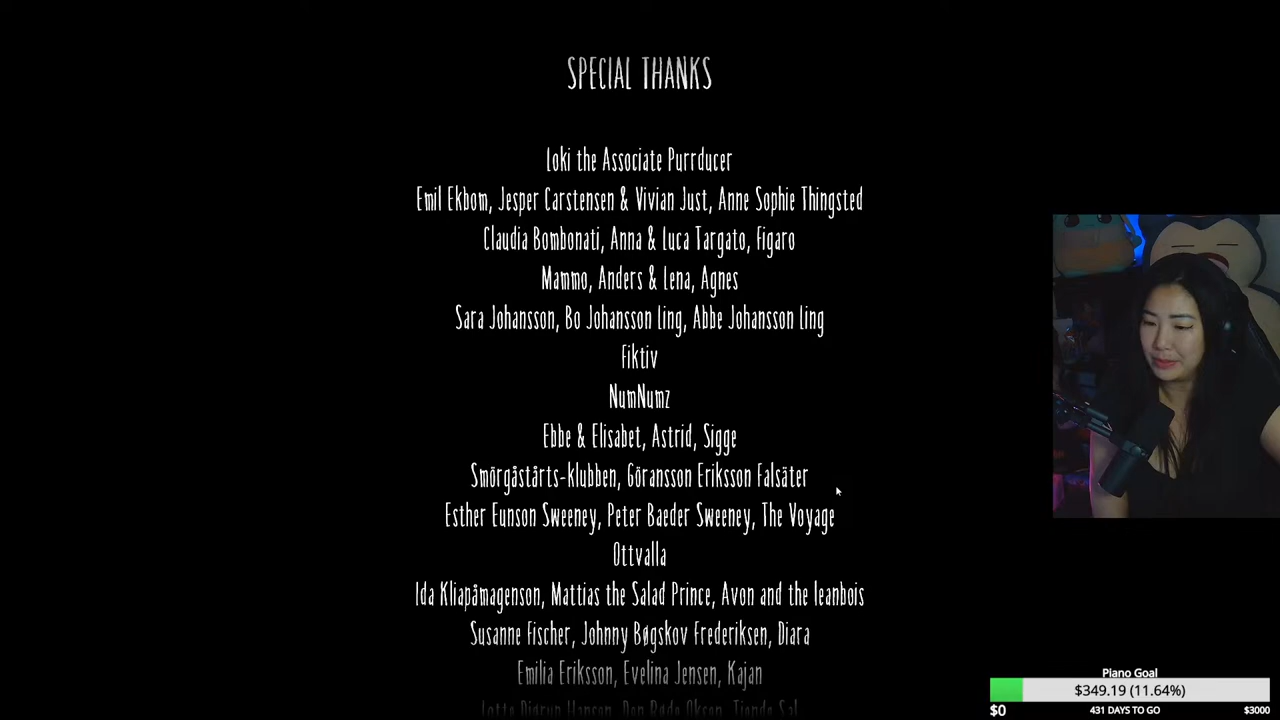 SPECIAL THANKS
Loki the Associate Purrducer
Emil Ekbom, Jesper Carstensen & Vivian Just, Anne Sophie Thingsted
Claudia Bombonati, Anna & Luca Targato, Figaro
Mammo, Anders & Lena, Agnes
Sara Johansson, Bo Johansson Ling, Abbe Johansson Ling
Fiktiv
NumNumz
Ebbe & Elisabet, Astrid, Sigge
Smörgåstårts-klubben, Göransson Eriksson Falsäter
Esther Eunson Sweeney, Peter Baeder Sweeney, The Voyage
Ottvalla
Ida Kliapåmagenson, Mattias the Salad Prince, Avon and the leanbois
Susanne Fischer, Johnny Bøgskov Frederiksen, Diara
Emilia Eriksson, Evelina Jensen, Kajan
Piano Goal
$349.19 (11.64%)
$0 431 DAYS TO GO $3000